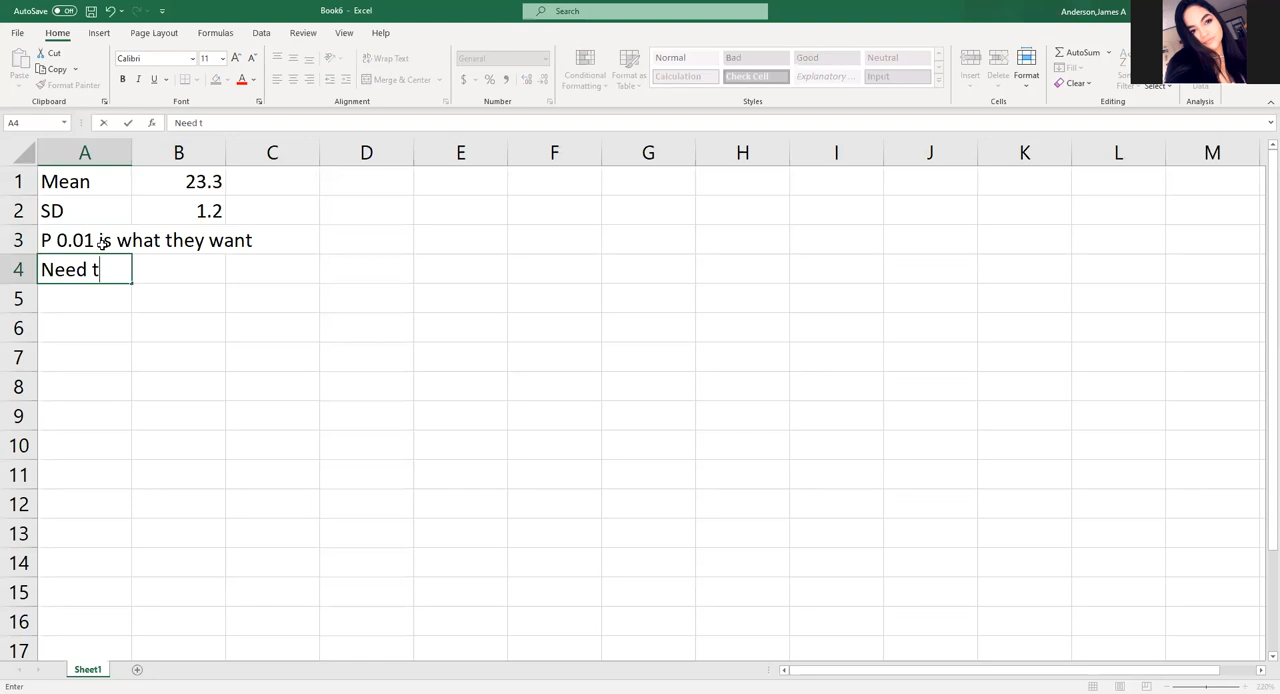 AutoSave Off Book6 - Excel Search Anderson,James A
File Home Insert Page Layout Formulas Data Review View Help
Paste Cut Copy Format Painter
Calibri 11
B I U
Wrap Text
Merge & Center
General
$ %
Conditional Formatting
Format as Table
Normal Bad Good Neutral
Calculation Check Cell Explanatory... Input
Insert Delete Format
AutoSum
Fill
Clear
Select
Data
Clipboard Font Alignment Number Styles Cells Editing Analysis
A4 fx Need t
A B C D E F G H I J K L M
1 Mean 23.3
2 SD 1.2
3 P 0.01 is what they want
4 Need t
5
6
7
8
9
10
11
12
13
14
15
16
17
Sheet1
Enter 220%